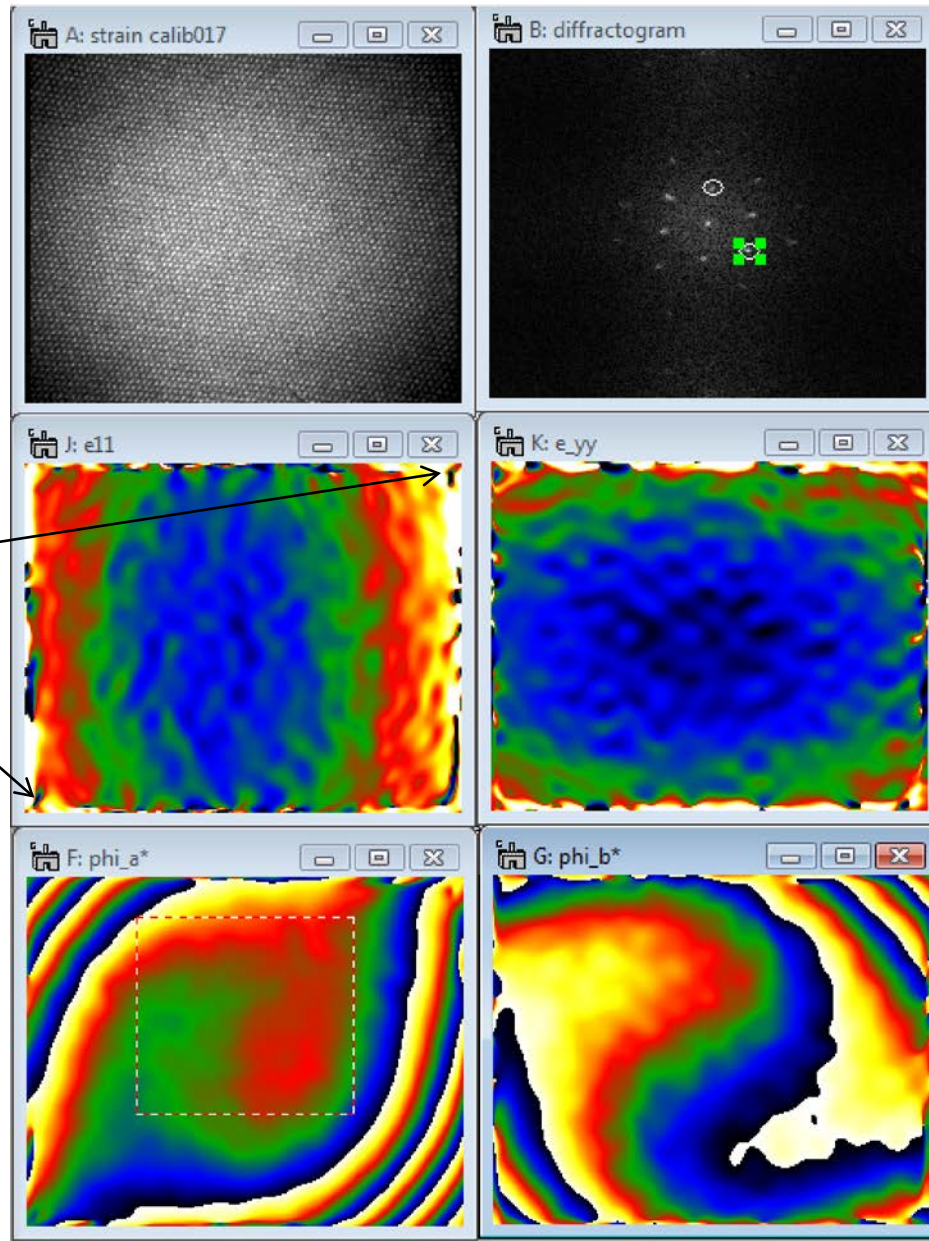 A: strain calib017
B: diffractogram
J: e11
K: e_yy
F: phi_a*
G: phi_b*